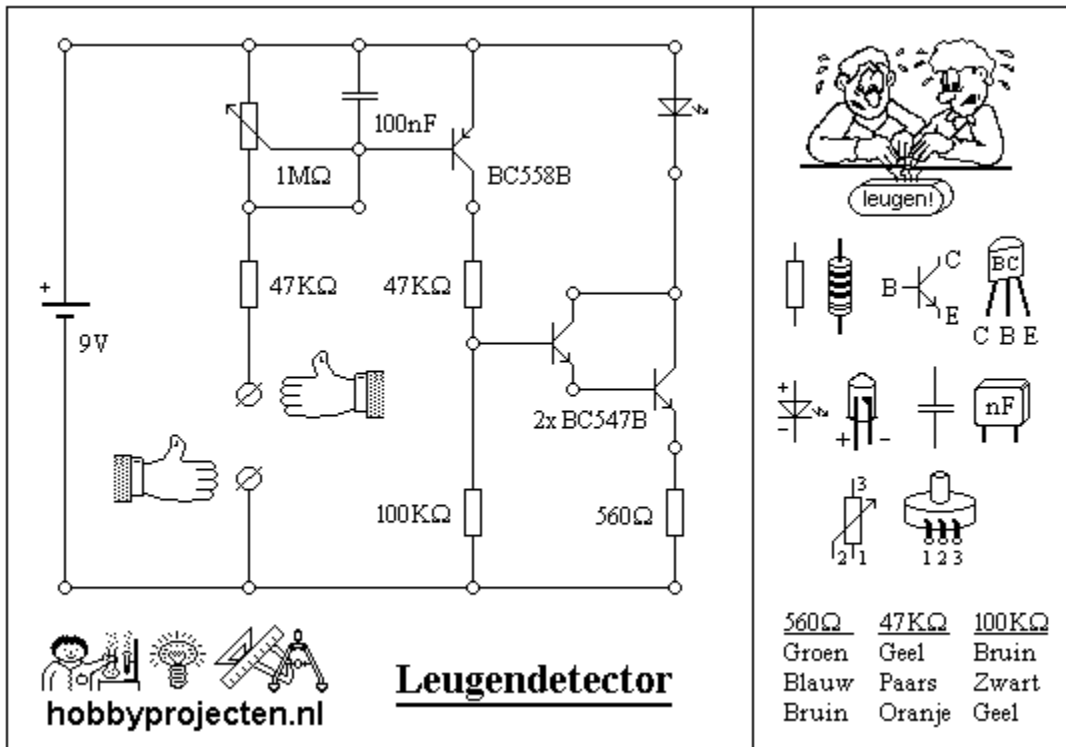 100nF
1MΩ
BC558B
47KΩ
47KΩ
+
9V
2x BC547B
100KΩ
560Ω
hobbyprojecten.nl
Leugendetector
leugen!
B
C
E
BC
C B E
+
-
+
-
nF
3
2 1
1 2 3
560Ω 47KΩ 100KΩ
Groen Geel Bruin
Blauw Paars Zwart
Bruin Oranje Geel